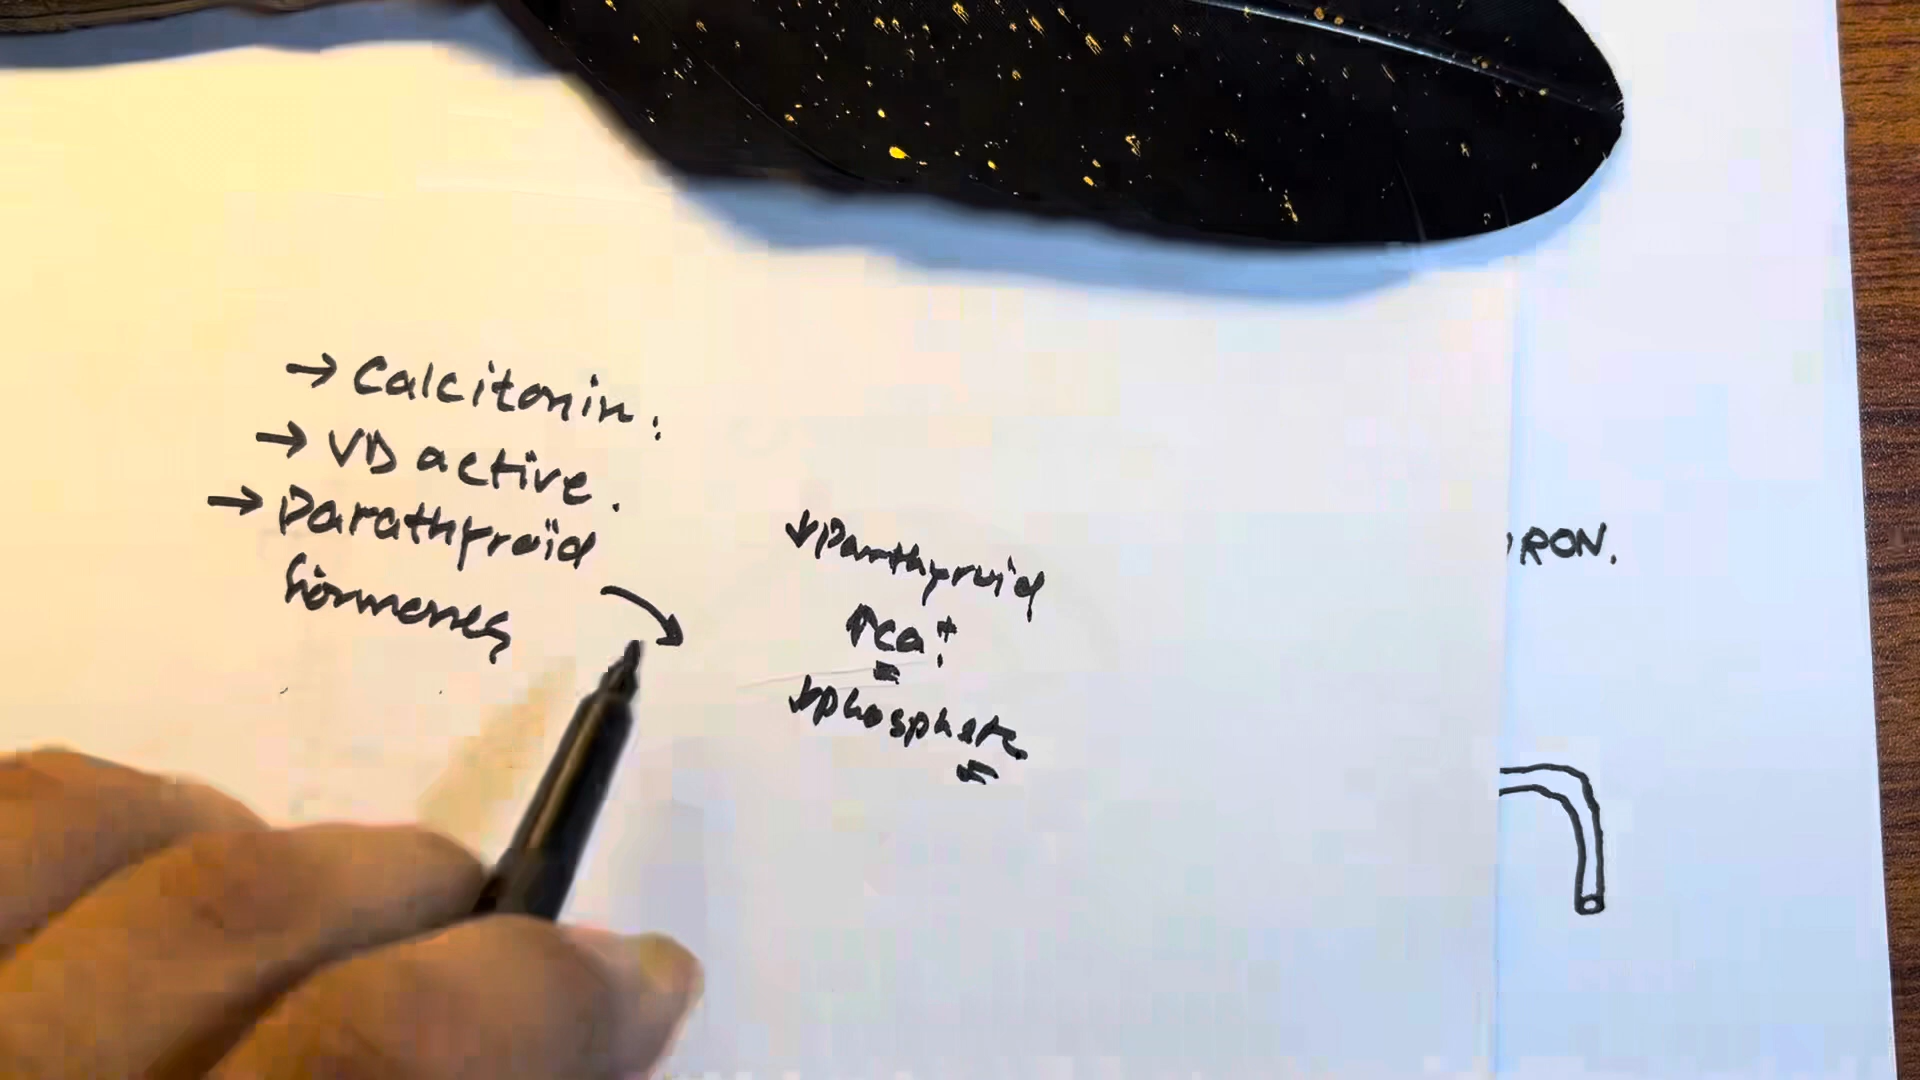 → Calcitonin.
→ VD active.
→ Parathyroid
hormones
↓Parathyroid
↑Ca⁺
↓phosphate
RON.